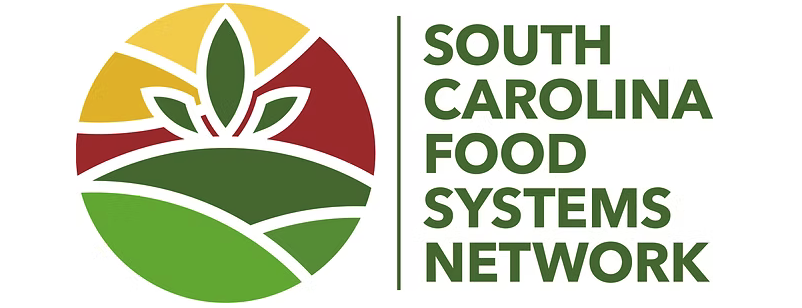 SOUTH
CAROLINA
FOOD
SYSTEMS
NETWORK